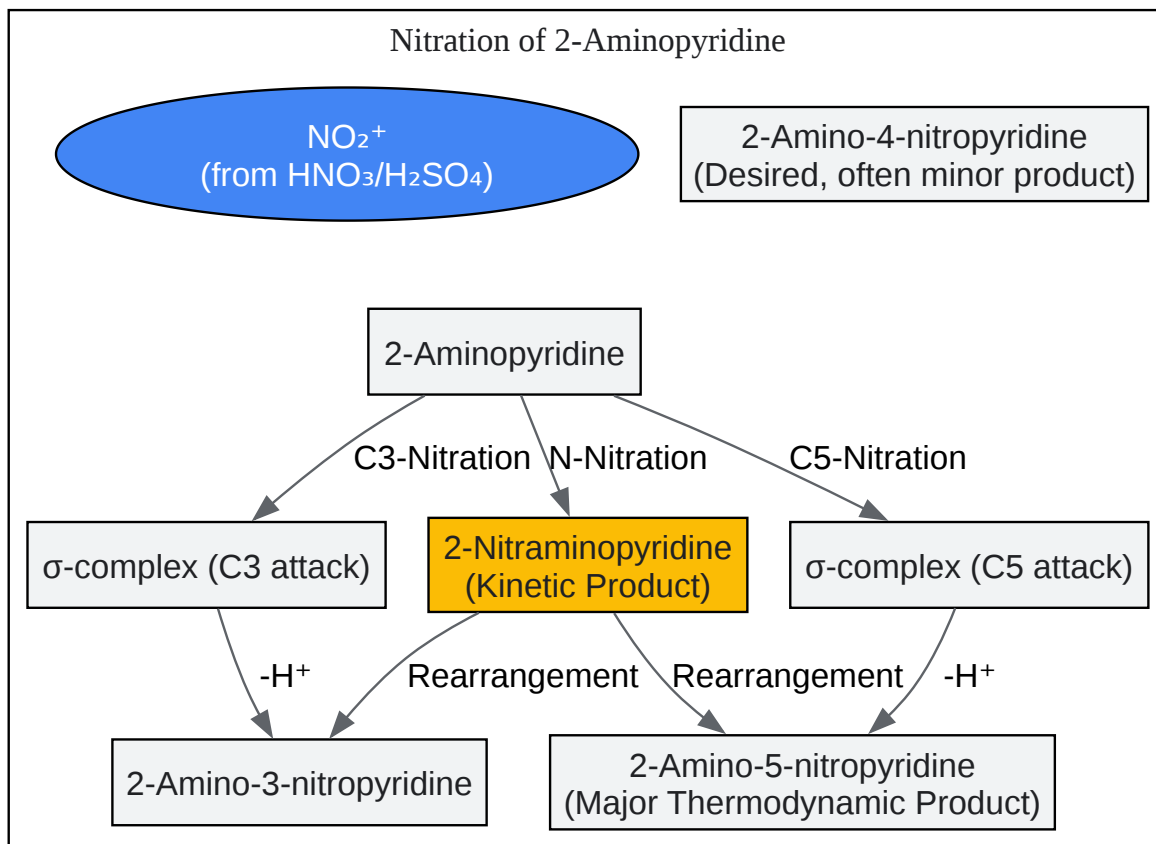 Nitration of 2-Aminopyridine
NO₂⁺
(from HNO₃/H₂SO₄)
2-Amino-4-nitropyridine
(Desired, often minor product)
2-Aminopyridine
C3-Nitration
N-Nitration
C5-Nitration
σ-complex (C3 attack)
2-Nitraminopyridine
(Kinetic Product)
σ-complex (C5 attack)
-H⁺
Rearrangement
Rearrangement
-H⁺
2-Amino-3-nitropyridine
2-Amino-5-nitropyridine
(Major Thermodynamic Product)